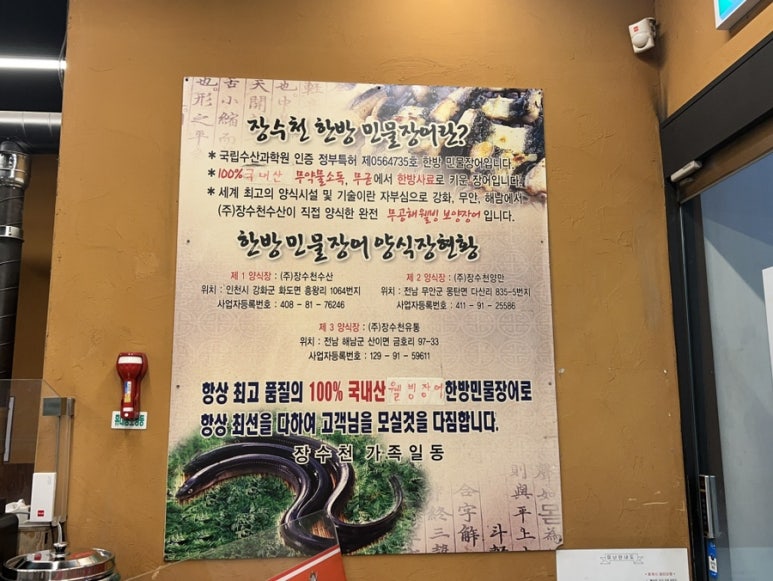 장수천 한방 민물장어란?
* 국립수산과학원 인증 정부특허 제0564735호 한방 민물장어입니다.
* 100% 국내산 무약물소독, 무균에서 한방사료로 키운 장어입니다.
* 세계 최고의 양식시설 및 기술이란 자부심으로 강화, 무안, 해남에서
(주)장수천수산이 직접 양식한 완전 무공해 웰빙 보양장어 입니다.
한방 민물장어 양식장현황
제 1 양식장 : (주)장수천수산
위치 : 인천시 강화군 화도면 흥왕리 1064번지
사업자등록번호 : 408 - 81 - 76246
제 2 양식장 : (주)장수천양만
위치 : 전남 무안군 몽탄면 다산리 835-5번지
사업자등록번호 : 411 - 91 - 25586
제 3 양식장 : (주)장수천유통
위치 : 전남 해남군 산이면 금호리 97-33
사업자등록번호 : 129 - 91 - 59611
항상 최고 품질의 100% 국내산 웰빙장어 한방민물장어로
항상 최선을 다하여 고객님을 모실것을 다짐합니다.
장수천 가족일동